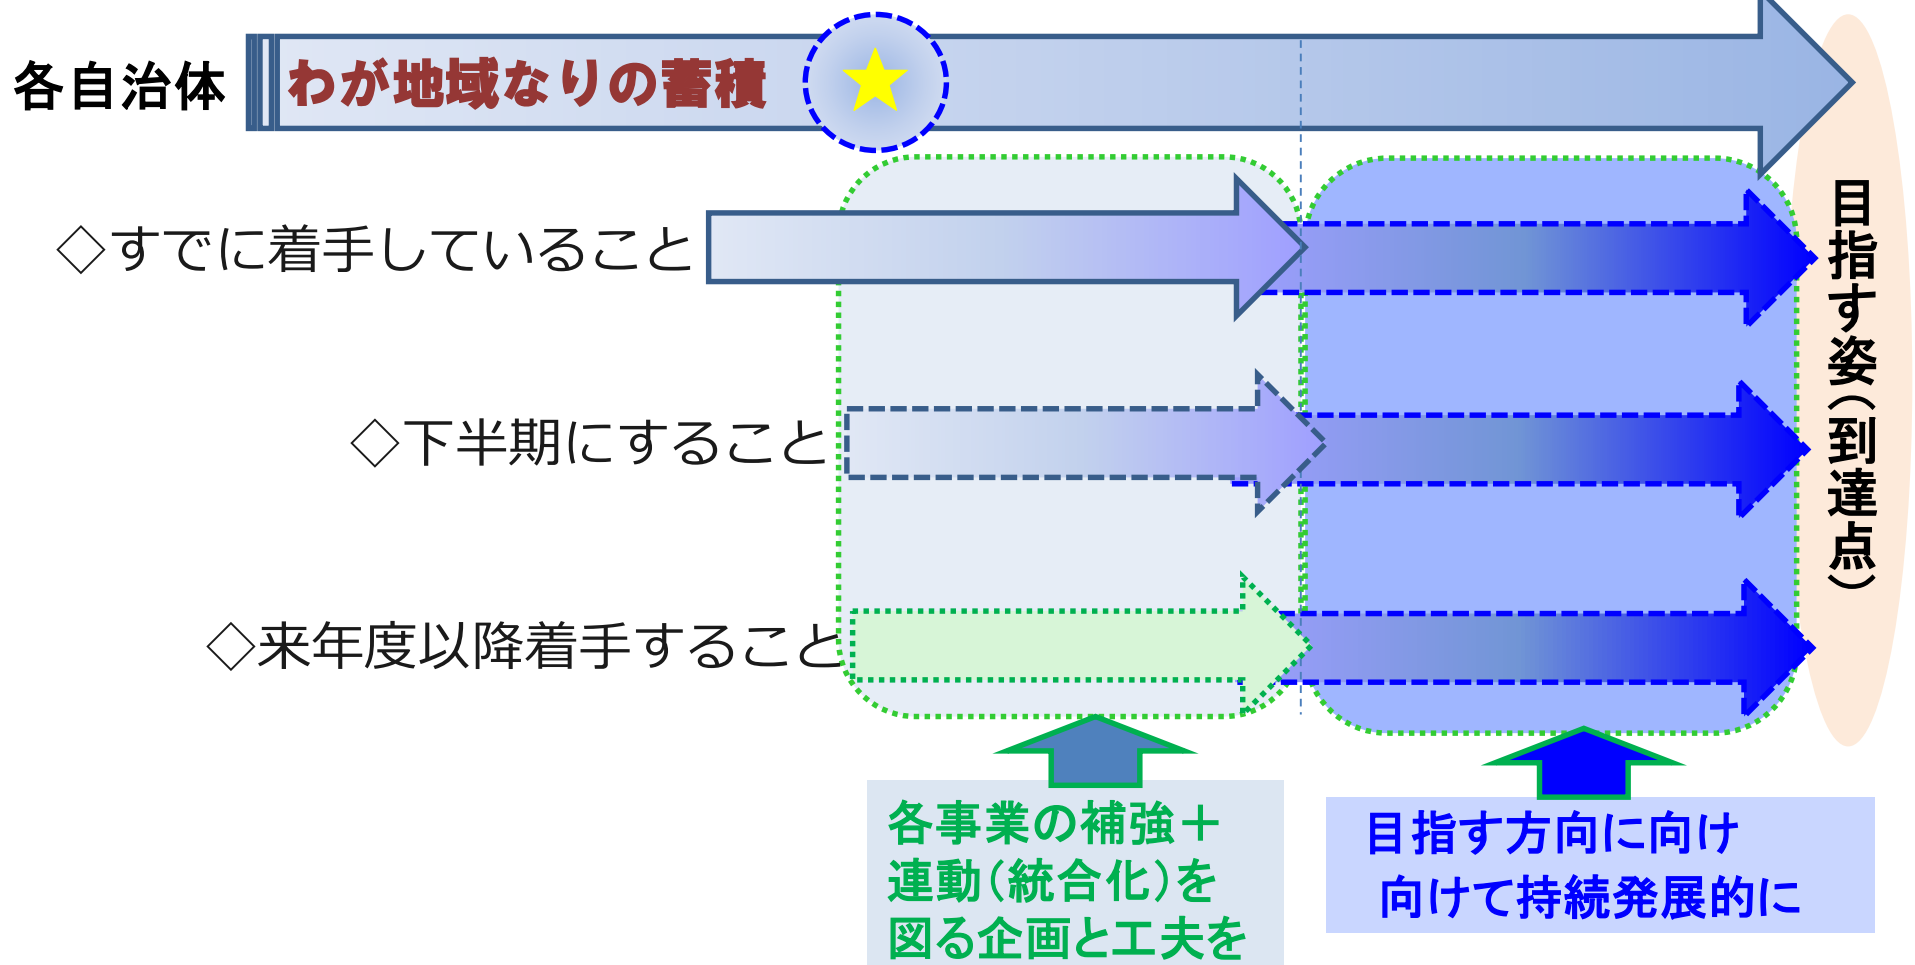 各自治体
わが地域なりの蓄積
◇すでに着手していること
◇下半期にすること
◇来年度以降着手すること
目指す姿(到達点)
各事業の補強＋
連動(統合化)を
図る企画と工夫を
目指す方向に向け
向けて持続発展的に